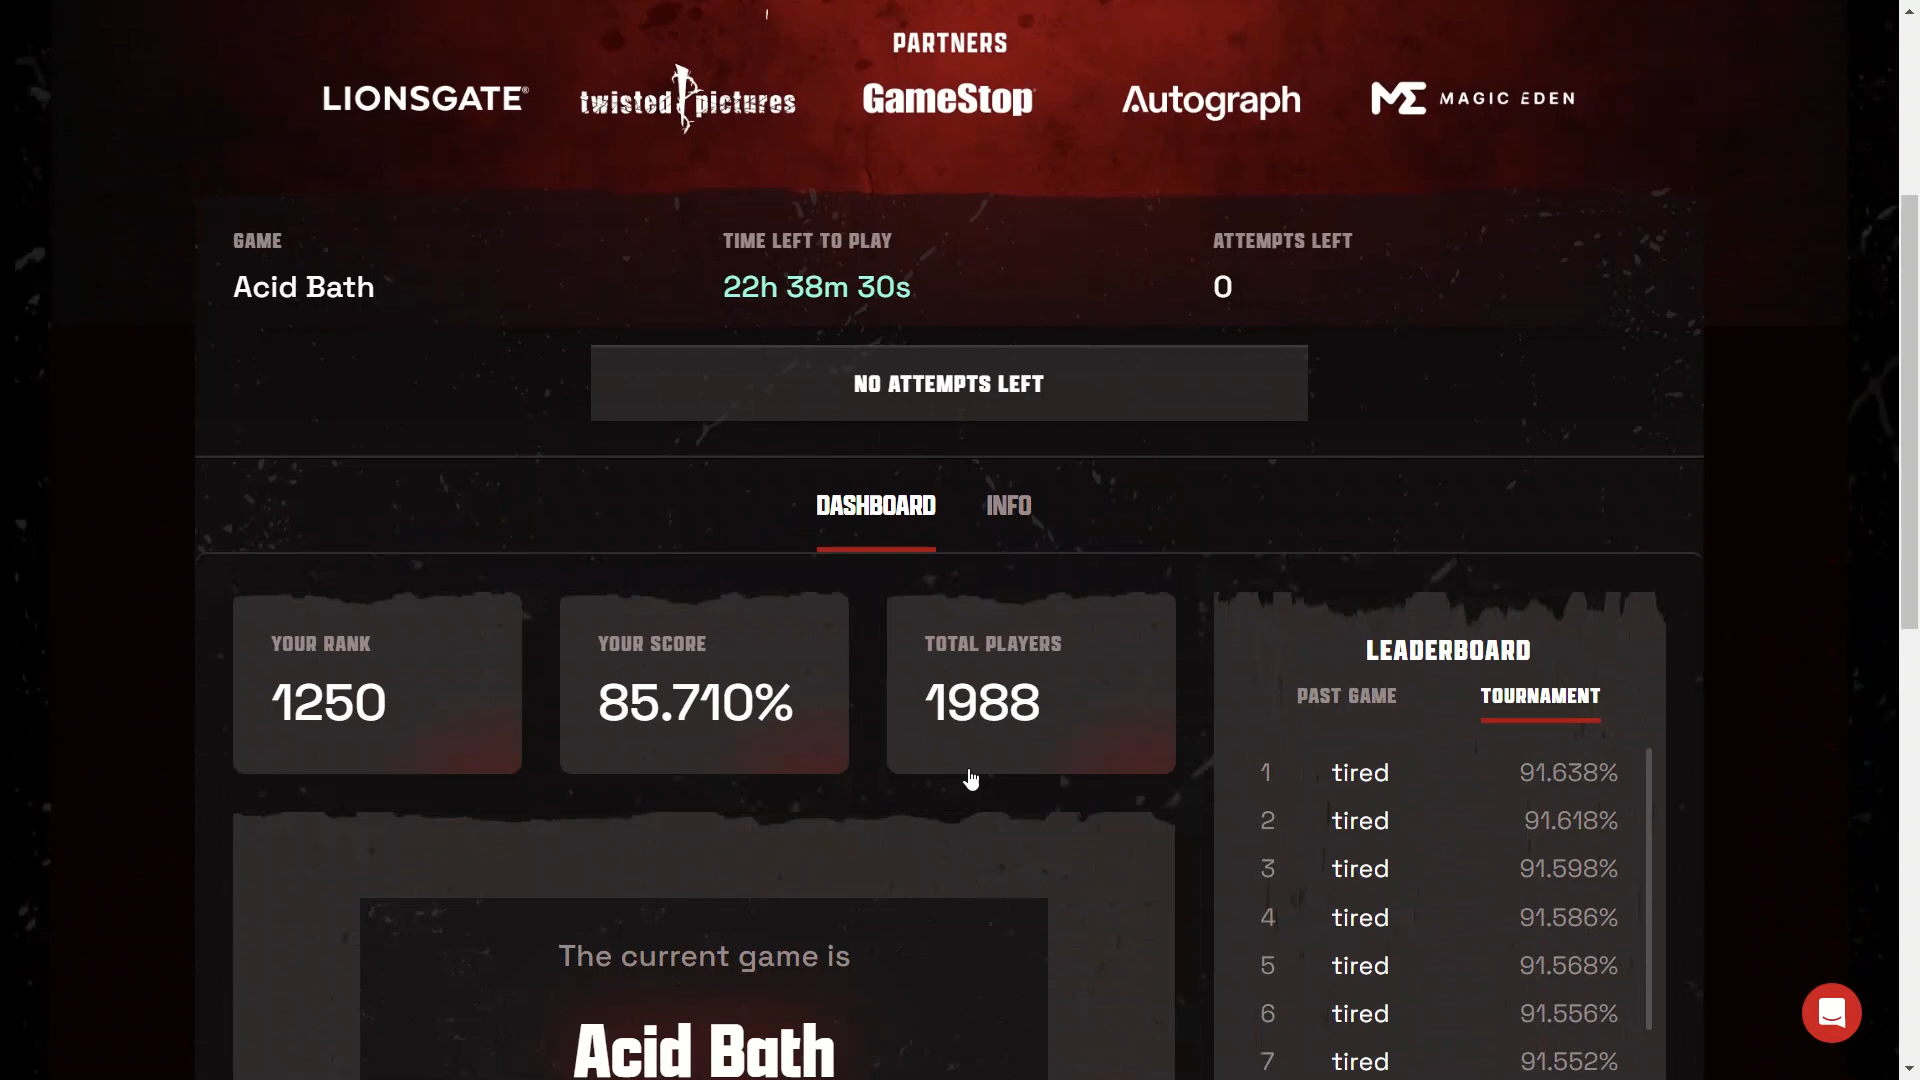 PARTNERS
LIONSGATE®
twisted pictures
GameStop
Autograph
ME MAGIC EDEN
GAME
Acid Bath
TIME LEFT TO PLAY
22h 38m 30s
ATTEMPTS LEFT
0
NO ATTEMPTS LEFT
DASHBOARD
INFO
YOUR RANK
1250
YOUR SCORE
85.710%
TOTAL PLAYERS
1988
The current game is
Acid Bath
LEADERBOARD
PAST GAME
TOURNAMENT
1 tired 91.638%
2 tired 91.618%
3 tired 91.598%
4 tired 91.586%
5 tired 91.568%
6 tired 91.556%
7 tired 91.552%